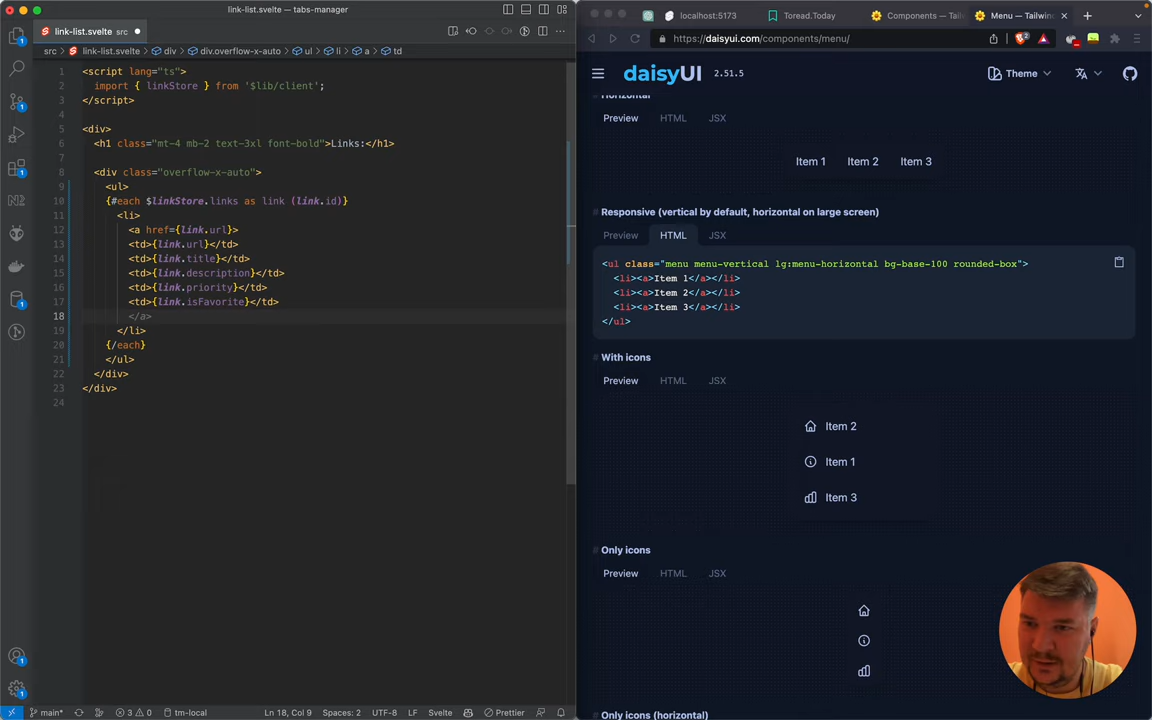 link-list.svelte — tabs-manager
link-list.svelte src
src > link-list.svelte > div > div.overflow-x-auto > ul > li > a > td
1 <script lang="ts">
2 import { linkStore } from '$lib/client';
3 </script>
4
5 <div>
6 <h1 class="mt-4 mb-2 text-3xl font-bold">Links:</h1>
7
8 <div class="overflow-x-auto">
9 <ul>
10 {#each $linkStore.links as link (link.id)}
11 <li>
12 <a href={link.url}>
13 <td>{link.url}</td>
14 <td>{link.title}</td>
15 <td>{link.description}</td>
16 <td>{link.priority}</td>
17 <td>{link.isFavorite}</td>
18 </a>
19 </li>
20 {/each}
21 </ul>
22 </div>
23 </div>
24
main* 3 0 tm-local Ln 18, Col 9 Spaces: 2 UTF-8 LF Svelte Prettier
localhost:5173 Toread.Today Components — Tail Menu — Tailwin
https://daisyui.com/components/menu/
daisyUI 2.51.5 Theme
Horizontal
Preview HTML JSX
Item 1 Item 2 Item 3
# Responsive (vertical by default, horizontal on large screen)
Preview HTML JSX
<ul class="menu menu-vertical lg:menu-horizontal bg-base-100 rounded-box">
<li><a>Item 1</a></li>
<li><a>Item 2</a></li>
<li><a>Item 3</a></li>
</ul>
# With icons
Preview HTML JSX
Item 2
Item 1
Item 3
# Only icons
Preview HTML JSX
# Only icons (horizontal)